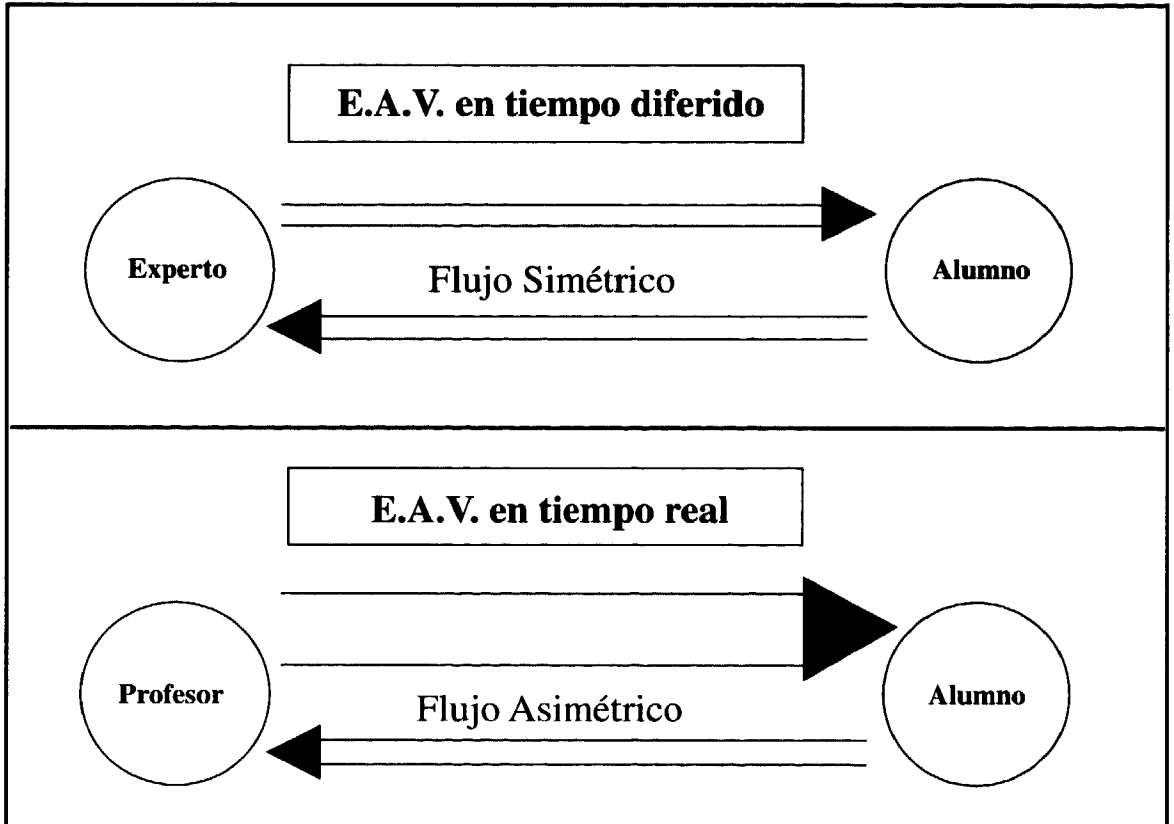 E.A.V. en tiempo diferido
Experto
Flujo Simétrico
Alumno
E.A.V. en tiempo real
Profesor
Flujo Asimétrico
Alumno